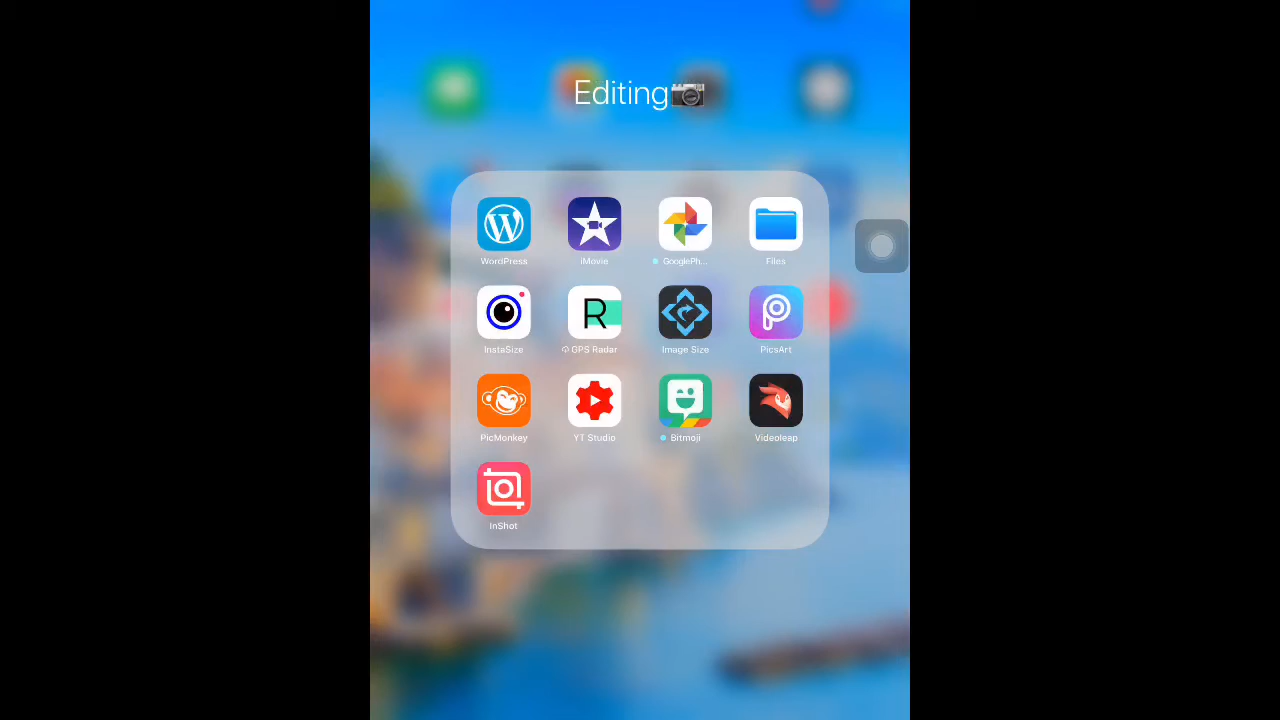 Editing📷
WordPress iMovie GooglePh... Files
InstaSize GPS Radar Image Size PicsArt
PicMonkey YT Studio Bitmoji Videoleap
InShot